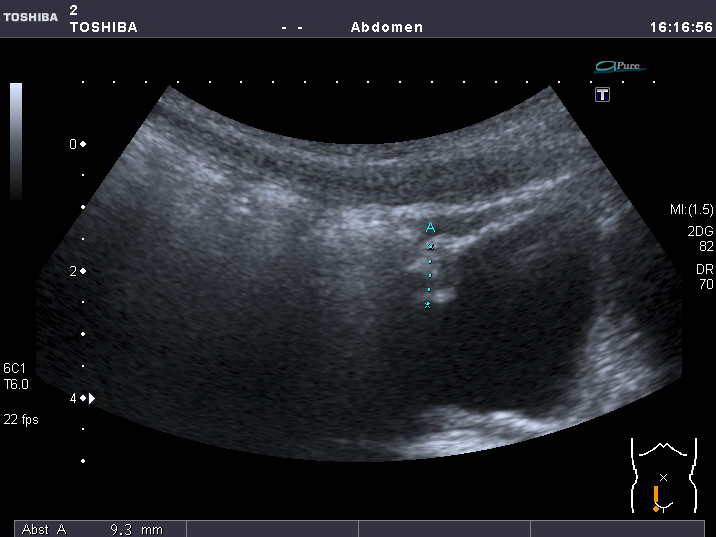 TOSHIBA
2
TOSHIBA - - Abdomen 16:16:56
aPure
T
0
A
MI:(1.5)
2DG
82
2
DR
70
6C1
T6.0
4
22 fps
Abst A 9.3 mm